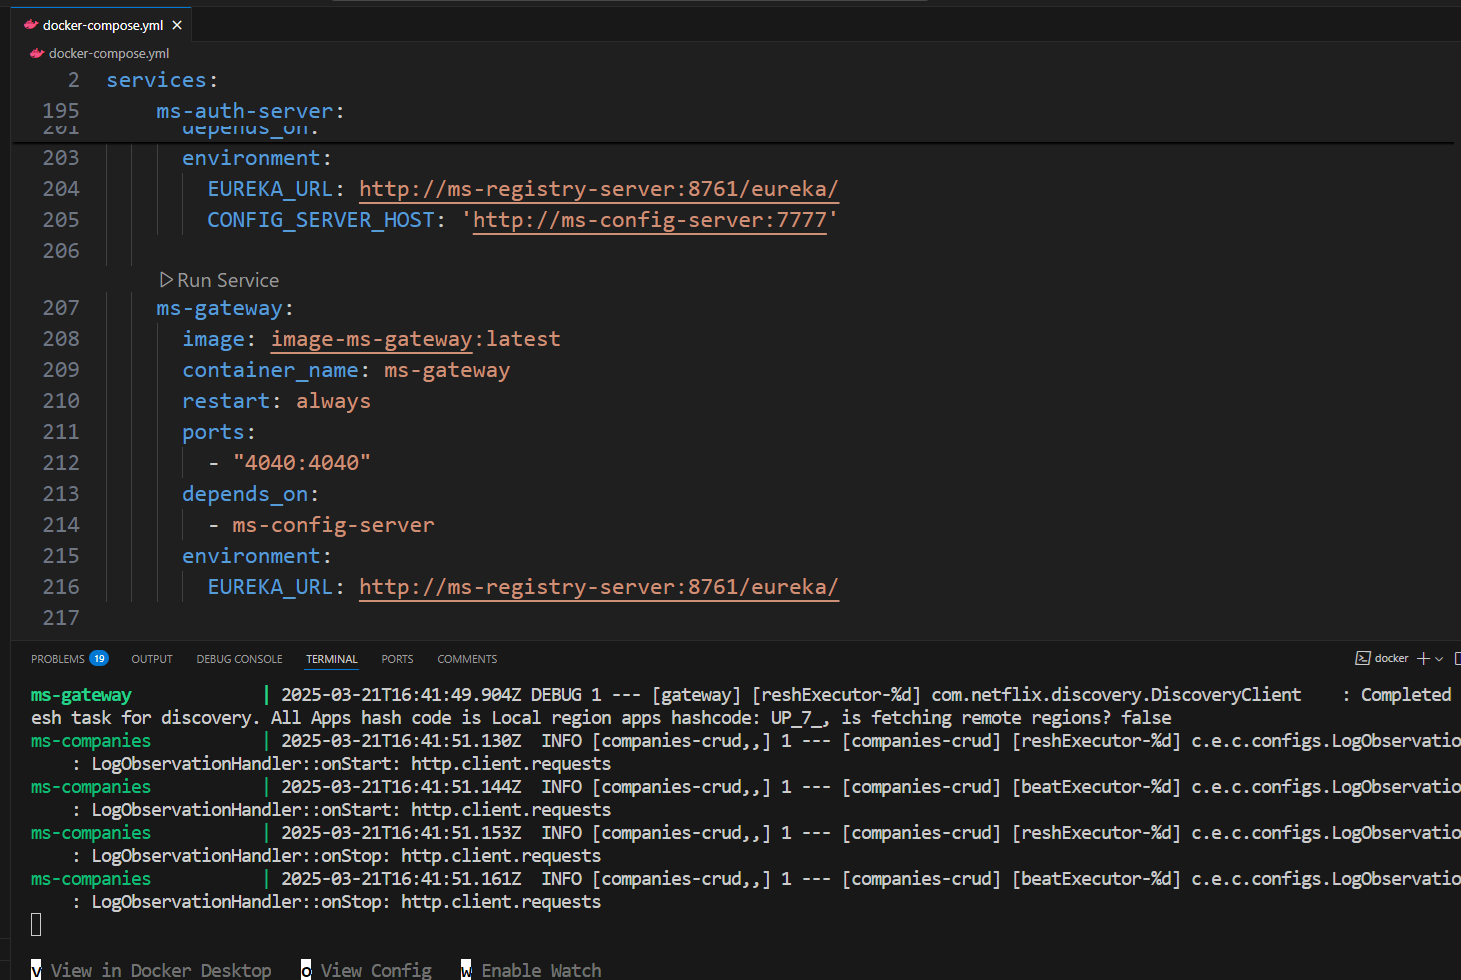 docker-compose.yml
docker-compose.yml
2 services:
195 ms-auth-server:
201 depends_on:
203 environment:
204 EUREKA_URL: http://ms-registry-server:8761/eureka/
205 CONFIG_SERVER_HOST: 'http://ms-config-server:7777'
206
Run Service
207 ms-gateway:
208 image: image-ms-gateway:latest
209 container_name: ms-gateway
210 restart: always
211 ports:
212 - "4040:4040"
213 depends_on:
214 - ms-config-server
215 environment:
216 EUREKA_URL: http://ms-registry-server:8761/eureka/
217
PROBLEMS 19 OUTPUT DEBUG CONSOLE TERMINAL PORTS COMMENTS docker
ms-gateway | 2025-03-21T16:41:49.904Z DEBUG 1 --- [gateway] [reshExecutor-%d] com.netflix.discovery.DiscoveryClient : Completed
esh task for discovery. All Apps hash code is Local region apps hashcode: UP_7_, is fetching remote regions? false
ms-companies | 2025-03-21T16:41:51.130Z INFO [companies-crud,,] 1 --- [companies-crud] [reshExecutor-%d] c.e.c.configs.LogObservatio
: LogObservationHandler::onStart: http.client.requests
ms-companies | 2025-03-21T16:41:51.144Z INFO [companies-crud,,] 1 --- [companies-crud] [beatExecutor-%d] c.e.c.configs.LogObservatio
: LogObservationHandler::onStart: http.client.requests
ms-companies | 2025-03-21T16:41:51.153Z INFO [companies-crud,,] 1 --- [companies-crud] [reshExecutor-%d] c.e.c.configs.LogObservatio
: LogObservationHandler::onStop: http.client.requests
ms-companies | 2025-03-21T16:41:51.161Z INFO [companies-crud,,] 1 --- [companies-crud] [beatExecutor-%d] c.e.c.configs.LogObservatio
: LogObservationHandler::onStop: http.client.requests
v View in Docker Desktop o View Config w Enable Watch